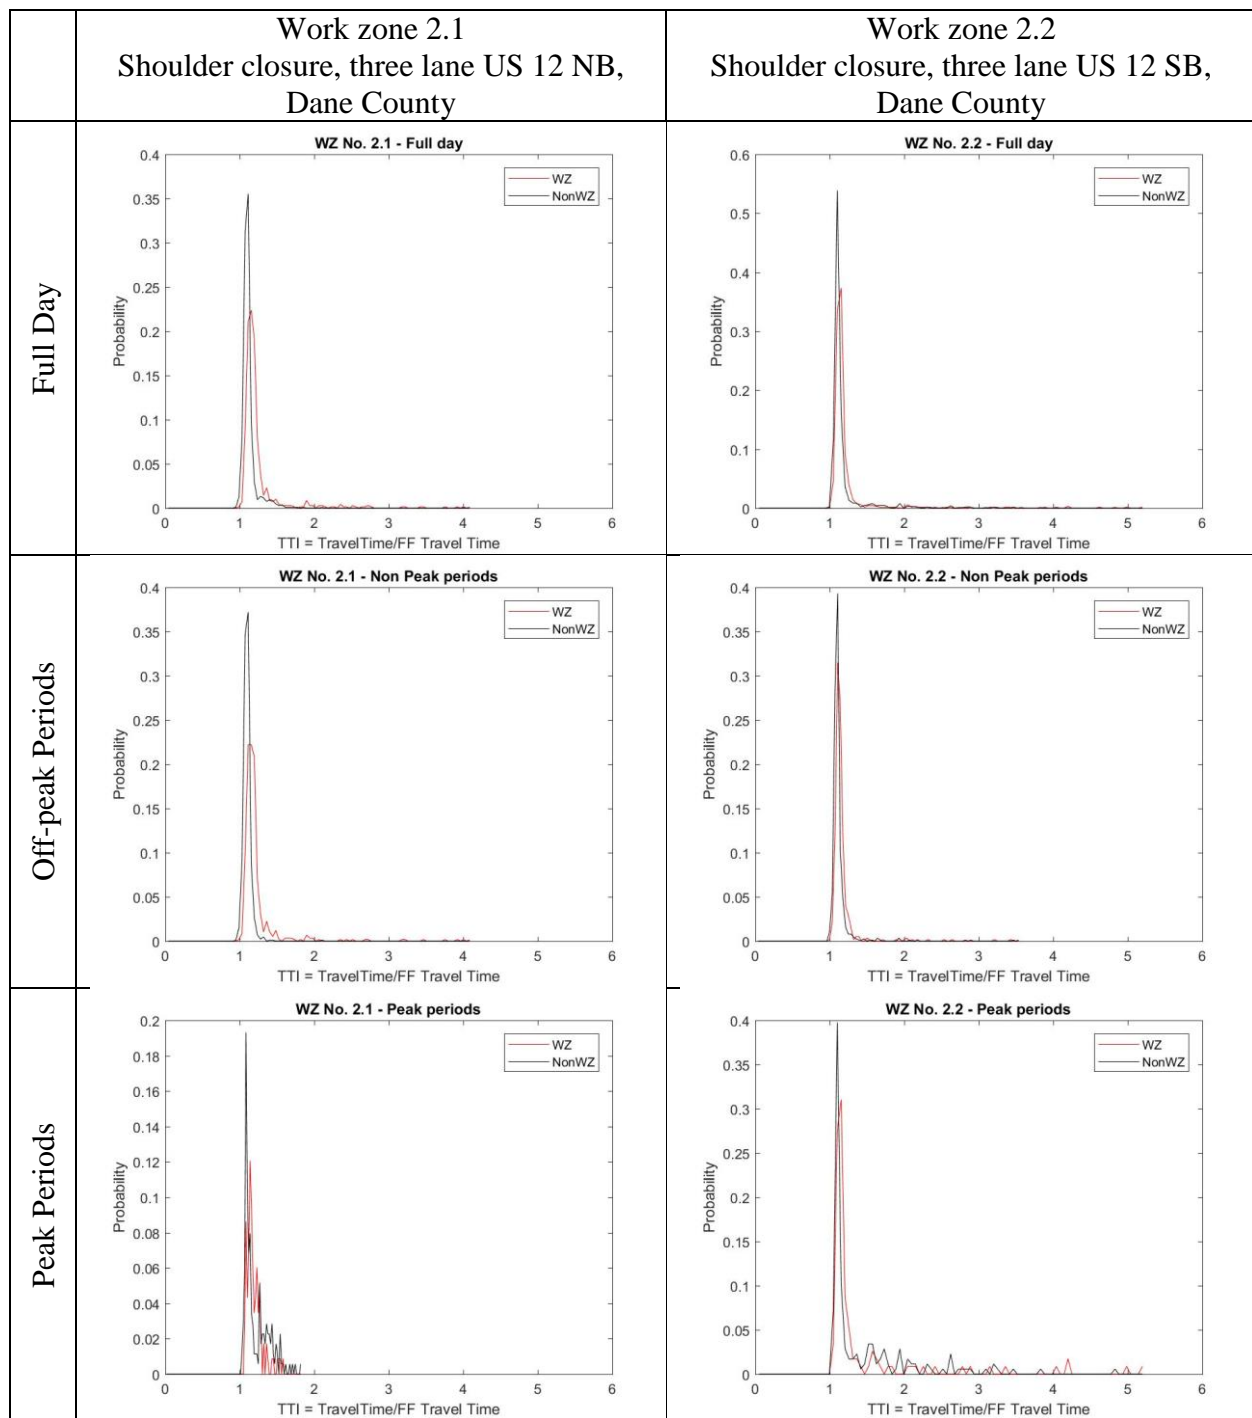 Work zone 2.1
Shoulder closure, three lane US 12 NB,
Dane County
Work zone 2.2
Shoulder closure, three lane US 12 SB,
Dane County
Full Day
WZ No. 2.1 - Full day
WZ
NonWZ
Probability
0.4
0.35
0.3
0.25
0.2
0.15
0.1
0.05
0
0 1 2 3 4 5 6
TTI = TravelTime/FF Travel Time
WZ No. 2.2 - Full day
WZ
NonWZ
Probability
0.6
0.5
0.4
0.3
0.2
0.1
0
0 1 2 3 4 5 6
TTI = TravelTime/FF Travel Time
Off-peak Periods
WZ No. 2.1 - Non Peak periods
WZ
NonWZ
Probability
0.4
0.35
0.3
0.25
0.2
0.15
0.1
0.05
0
0 1 2 3 4 5 6
TTI = TravelTime/FF Travel Time
WZ No. 2.2 - Non Peak periods
WZ
NonWZ
Probability
0.4
0.35
0.3
0.25
0.2
0.15
0.1
0.05
0
0 1 2 3 4 5 6
TTI = TravelTime/FF Travel Time
Peak Periods
WZ No. 2.1 - Peak periods
WZ
NonWZ
Probability
0.2
0.18
0.16
0.14
0.12
0.1
0.08
0.06
0.04
0.02
0
0 1 2 3 4 5 6
TTI = TravelTime/FF Travel Time
WZ No. 2.2 - Peak periods
WZ
NonWZ
Probability
0.4
0.35
0.3
0.25
0.2
0.15
0.1
0.05
0
0 1 2 3 4 5 6
TTI = TravelTime/FF Travel Time